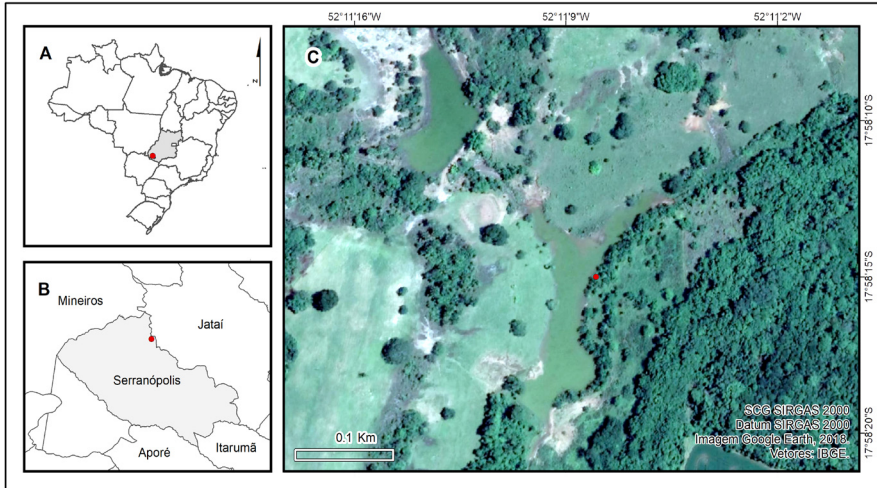 52°11'16"W
52°11'9"W
52°11'2"W
A
N
B
Mineiros
Jataí
Serranópolis
Aporé
Itarumã
C
17°58'10"S
17°58'15"S
17°58'20"S
0.1 Km
SCG SIRGAS 2000
Datum SIRGAS 2000
Imagem Google Earth, 2018.
Vetores: IBGE.